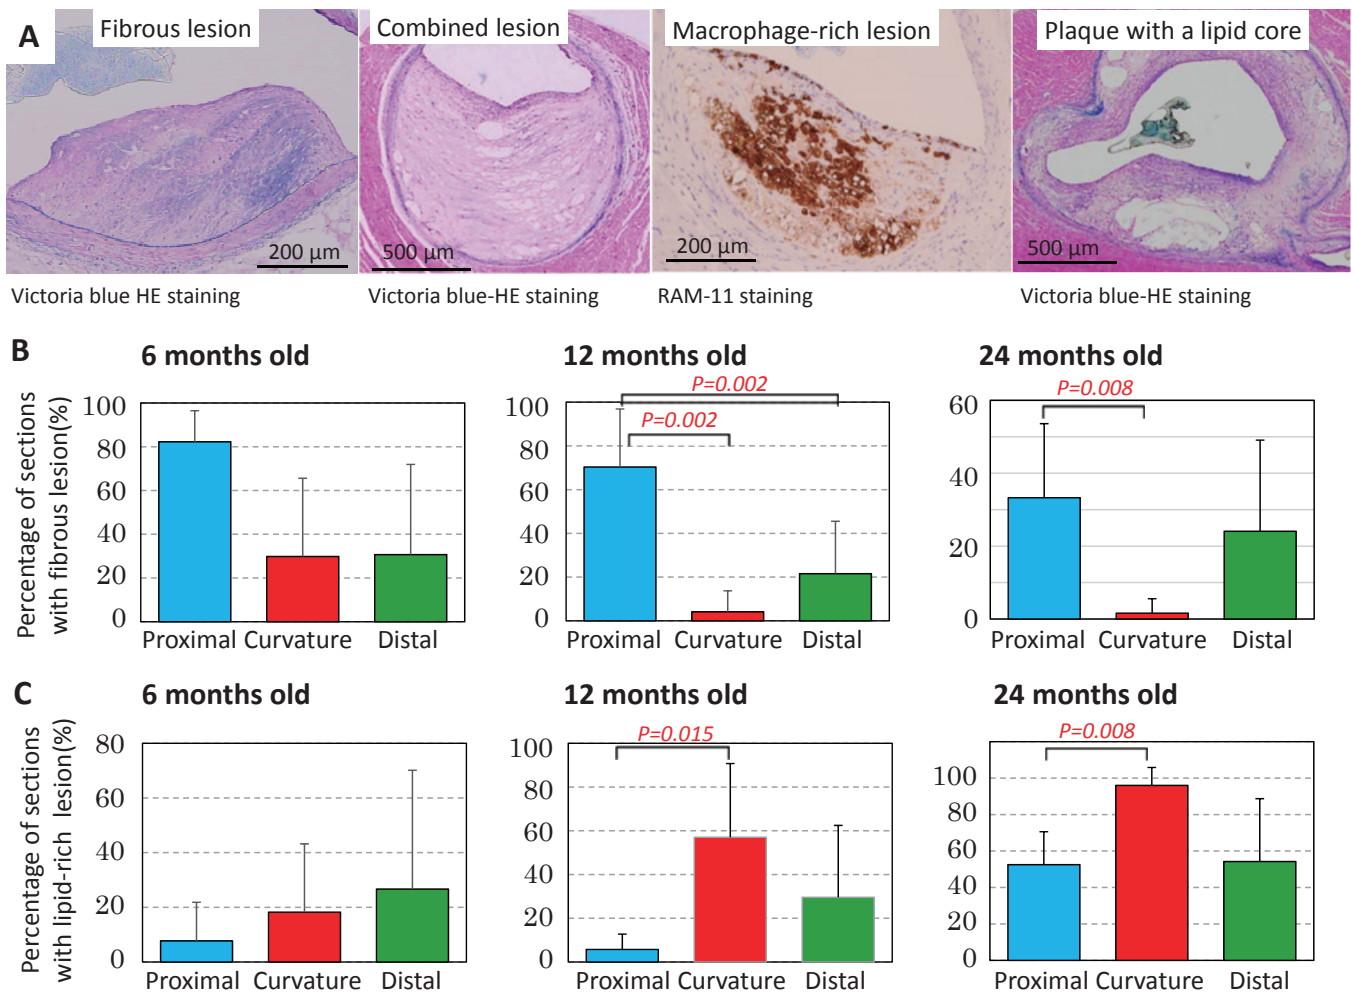 A
Fibrous lesion
Combined lesion
Macrophage-rich lesion
Plaque with a lipid core
200 µm
500 µm
200 µm
500 µm
Victoria blue HE staining
Victoria blue-HE staining
RAM-11 staining
Victoria blue-HE staining
B
6 months old
12 months old
24 months old
Percentage of sections
with fibrous lesion(%)
100
80
60
40
20
0
Proximal Curvature Distal
P=0.002
P=0.002
100
80
60
40
20
0
Proximal Curvature Distal
P=0.008
60
40
20
0
Proximal Curvature Distal
C
6 months old
12 months old
24 months old
Percentage of sections
with lipid-rich lesion(%)
80
60
40
20
0
Proximal Curvature Distal
P=0.015
100
80
60
40
20
0
Proximal Curvature Distal
P=0.008
100
80
60
40
20
0
Proximal Curvature Distal